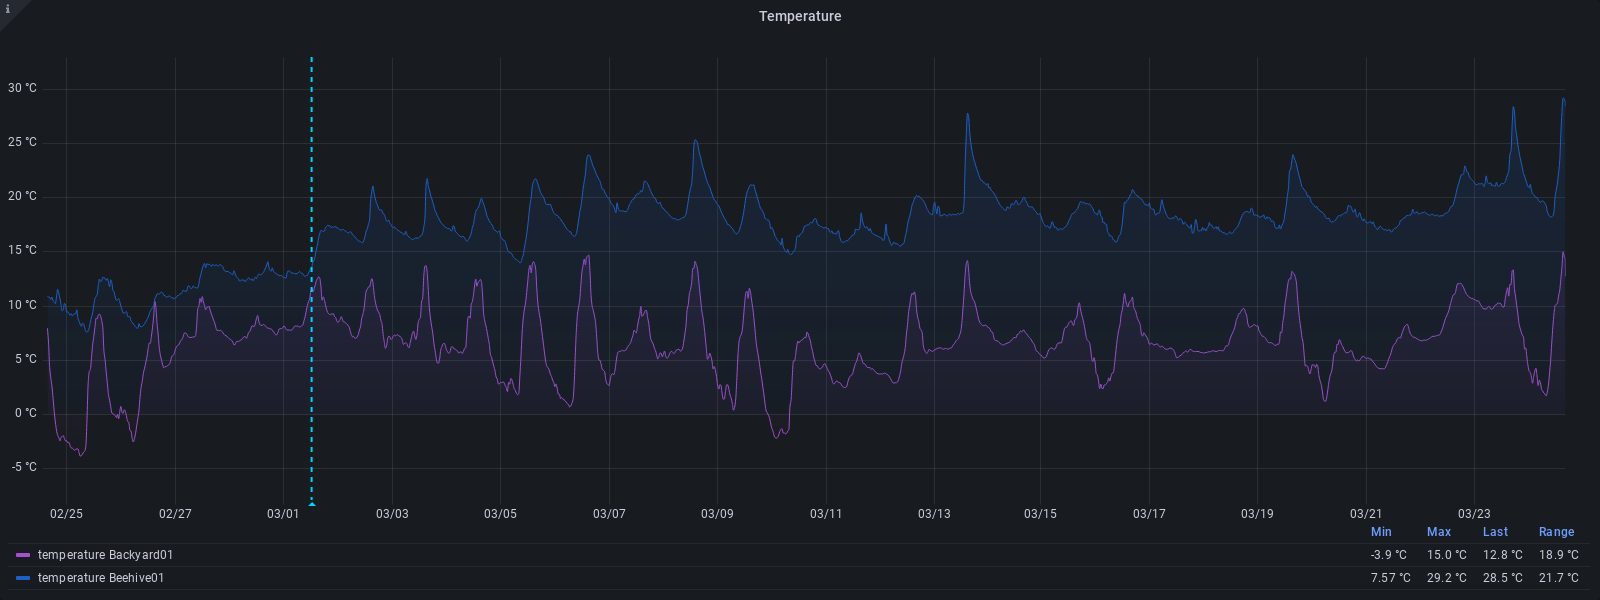 i
Temperature
30 °C
25 °C
20 °C
15 °C
10 °C
5 °C
0 °C
-5 °C
02/25 02/27 03/01 03/03 03/05 03/07 03/09 03/11 03/13 03/15 03/17 03/19 03/21 03/23
Min Max Last Range
temperature Backyard01 -3.9 °C 15.0 °C 12.8 °C 18.9 °C
temperature Beehive01 7.57 °C 29.2 °C 28.5 °C 21.7 °C